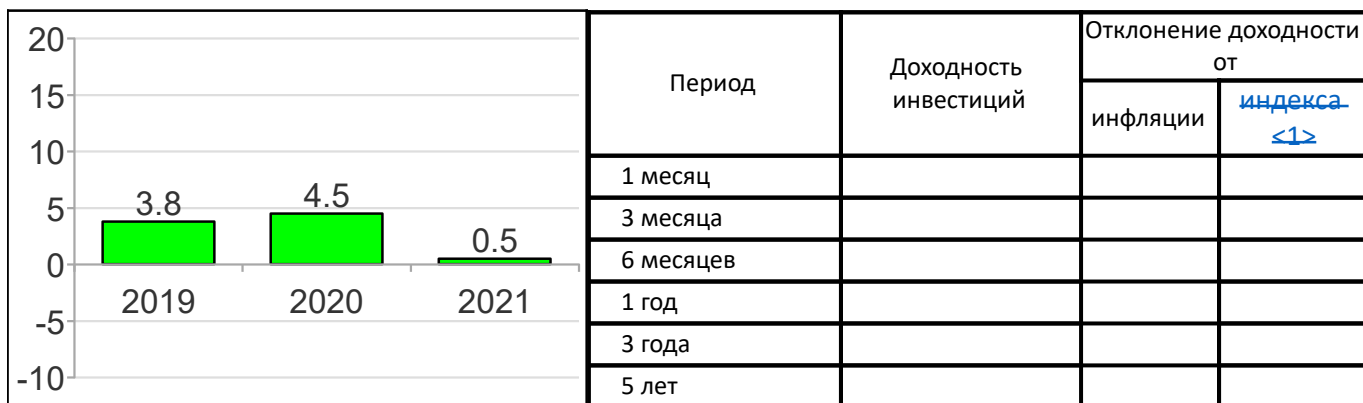 20
15
10
5
0
-5
-10
3.8
4.5
0.5
2019
2020
2021
Период
Доходность
инвестиций
Отклонение доходности
от
инфляции
индекса
<1>
1 месяц
3 месяца
6 месяцев
1 год
3 года
5 лет